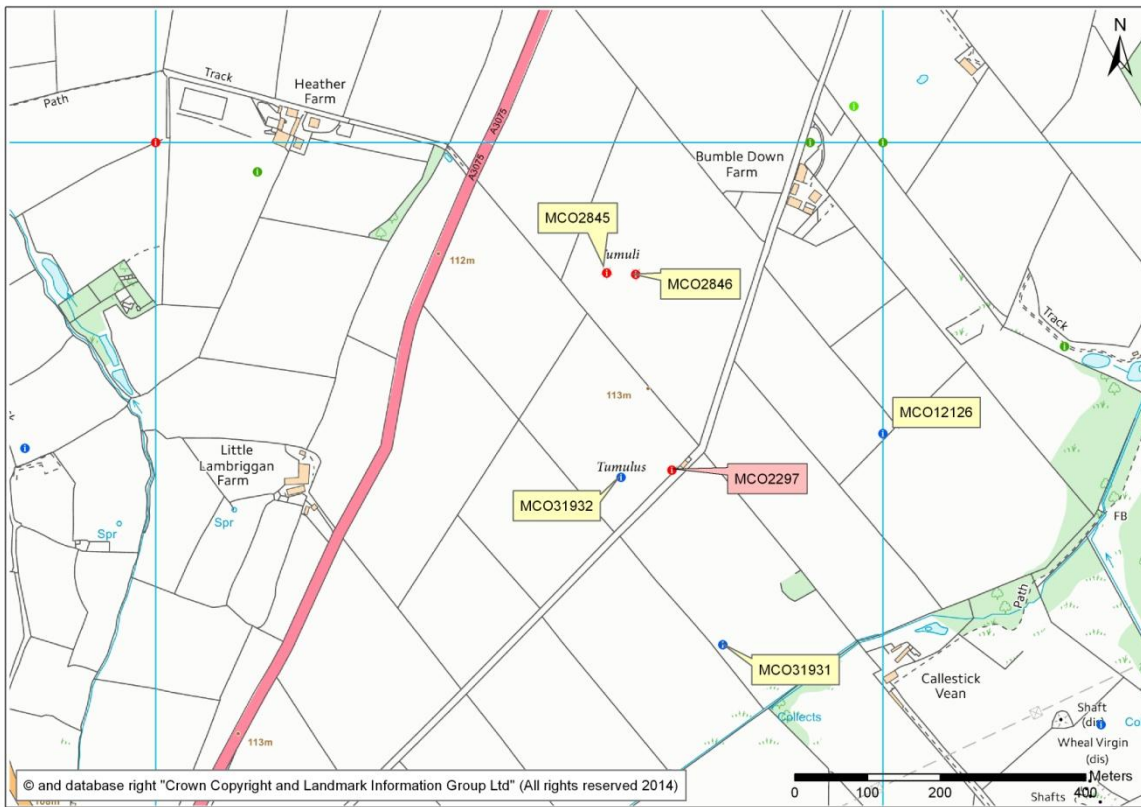 N
Track
Path
Heather
Farm
A3075
A3075
Bumble Down
Farm
MCO2845
umuli
112m
MCO2846
Track
113m
MCO12126
Little
Lambriggan
Farm
Tumulus
MCO2297
MCO31932
Spr
Spr
FB
Path
MCO31931
Callestick
Vean
Collects
Shaft
(dis)
Co
113m
Wheal Virgin
(dis)
© and database right "Crown Copyright and Landmark Information Group Ltd" (All rights reserved 2014)
Meters
0 100 200 400
Shafts